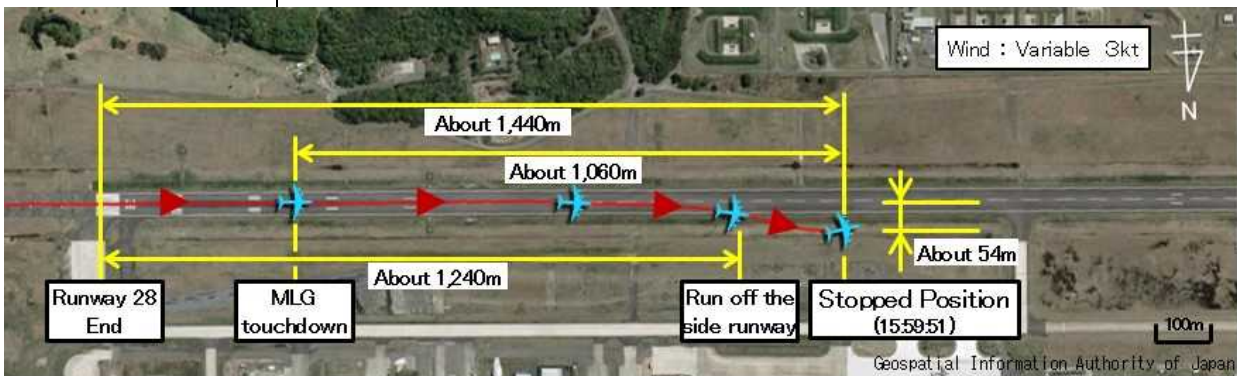 Wind : Variable 3kt
N
About 1,440m
About 1,060m
About 54m
About 1,240m
Runway 28
End
MLG
touchdown
Run off the
side runway
Stopped Position
(15:59:51)
100m
Geospatial Information Authority of Japan